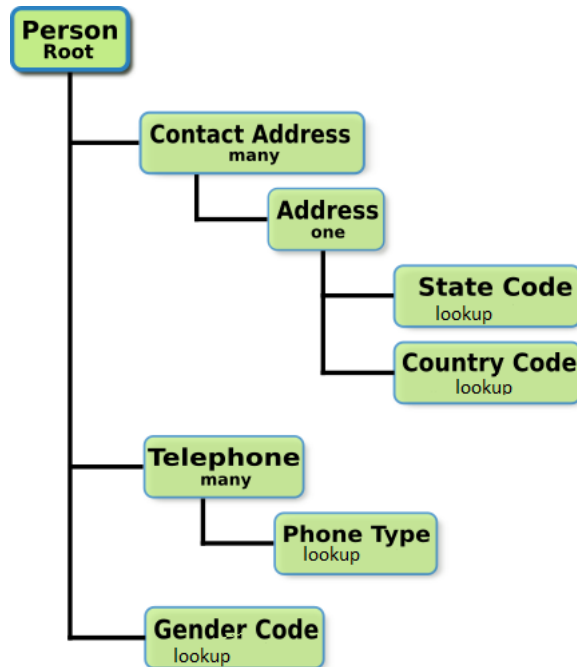 Person
Root
Contact Address
many
Address
one
State Code
lookup
Country Code
lookup
Telephone
many
Phone Type
lookup
Gender Code
lookup